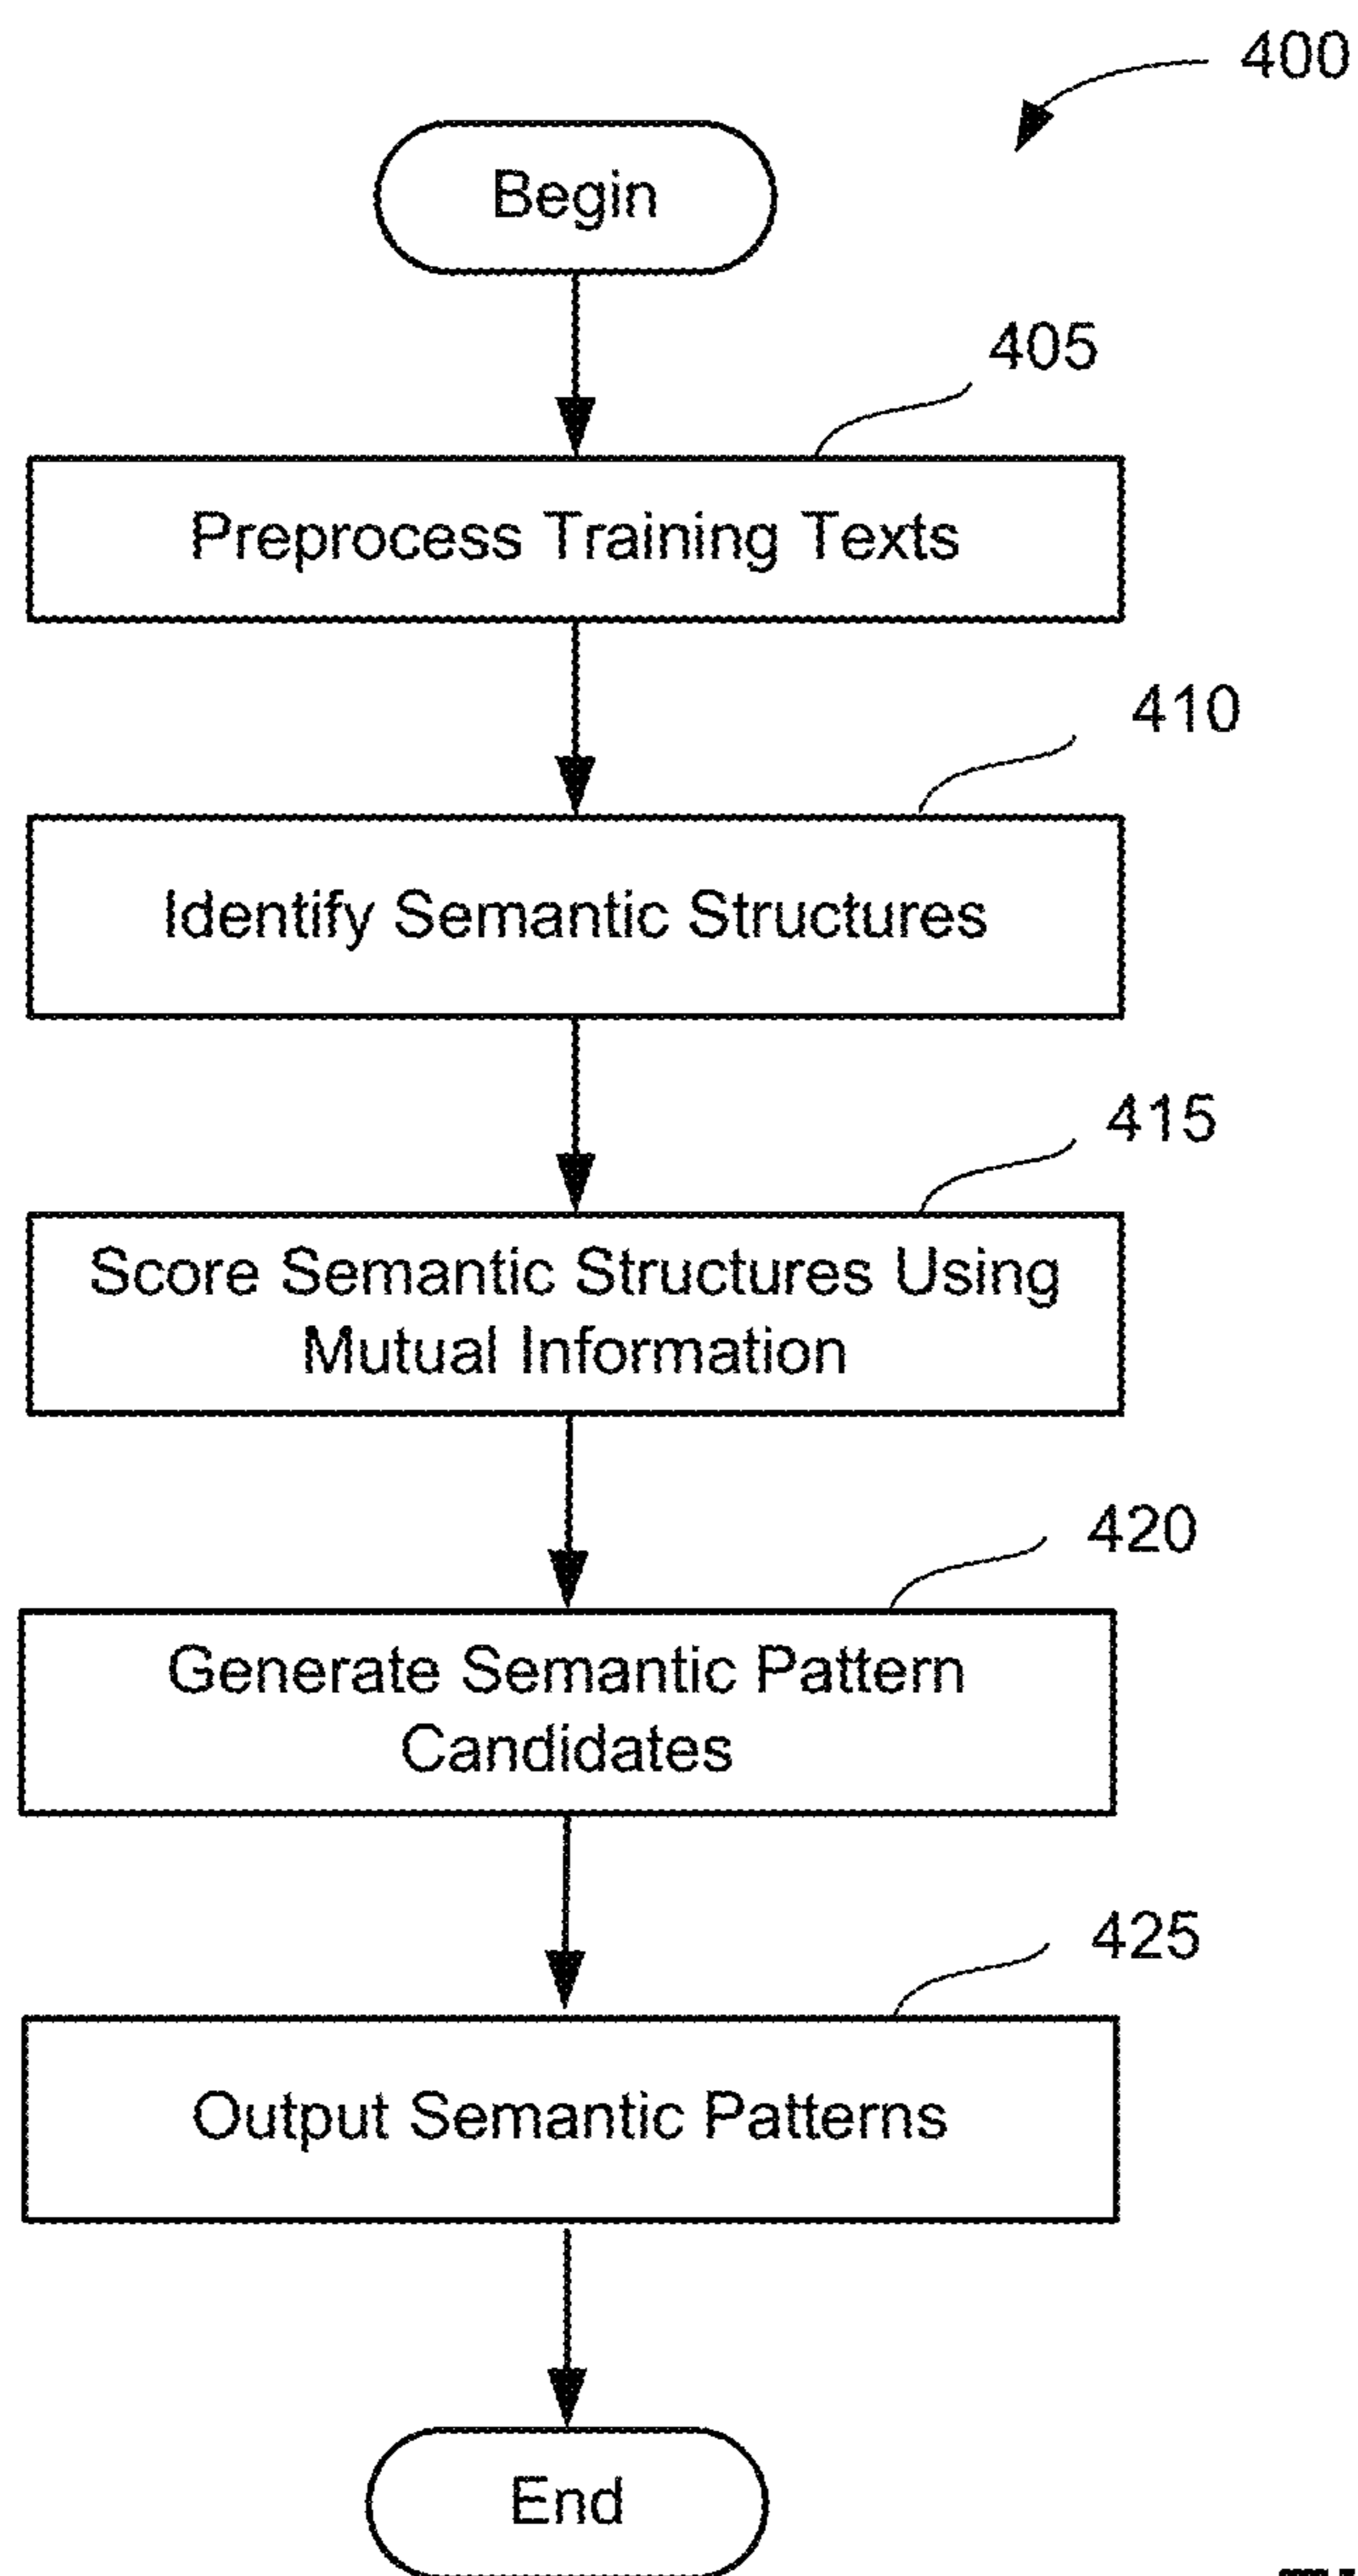 400
Begin
405
Preprocess Training Texts
410
Identify Semantic Structures
415
Score Semantic Structures Using
Mutual Information
420
Generate Semantic Pattern
Candidates
425
Output Semantic Patterns
End